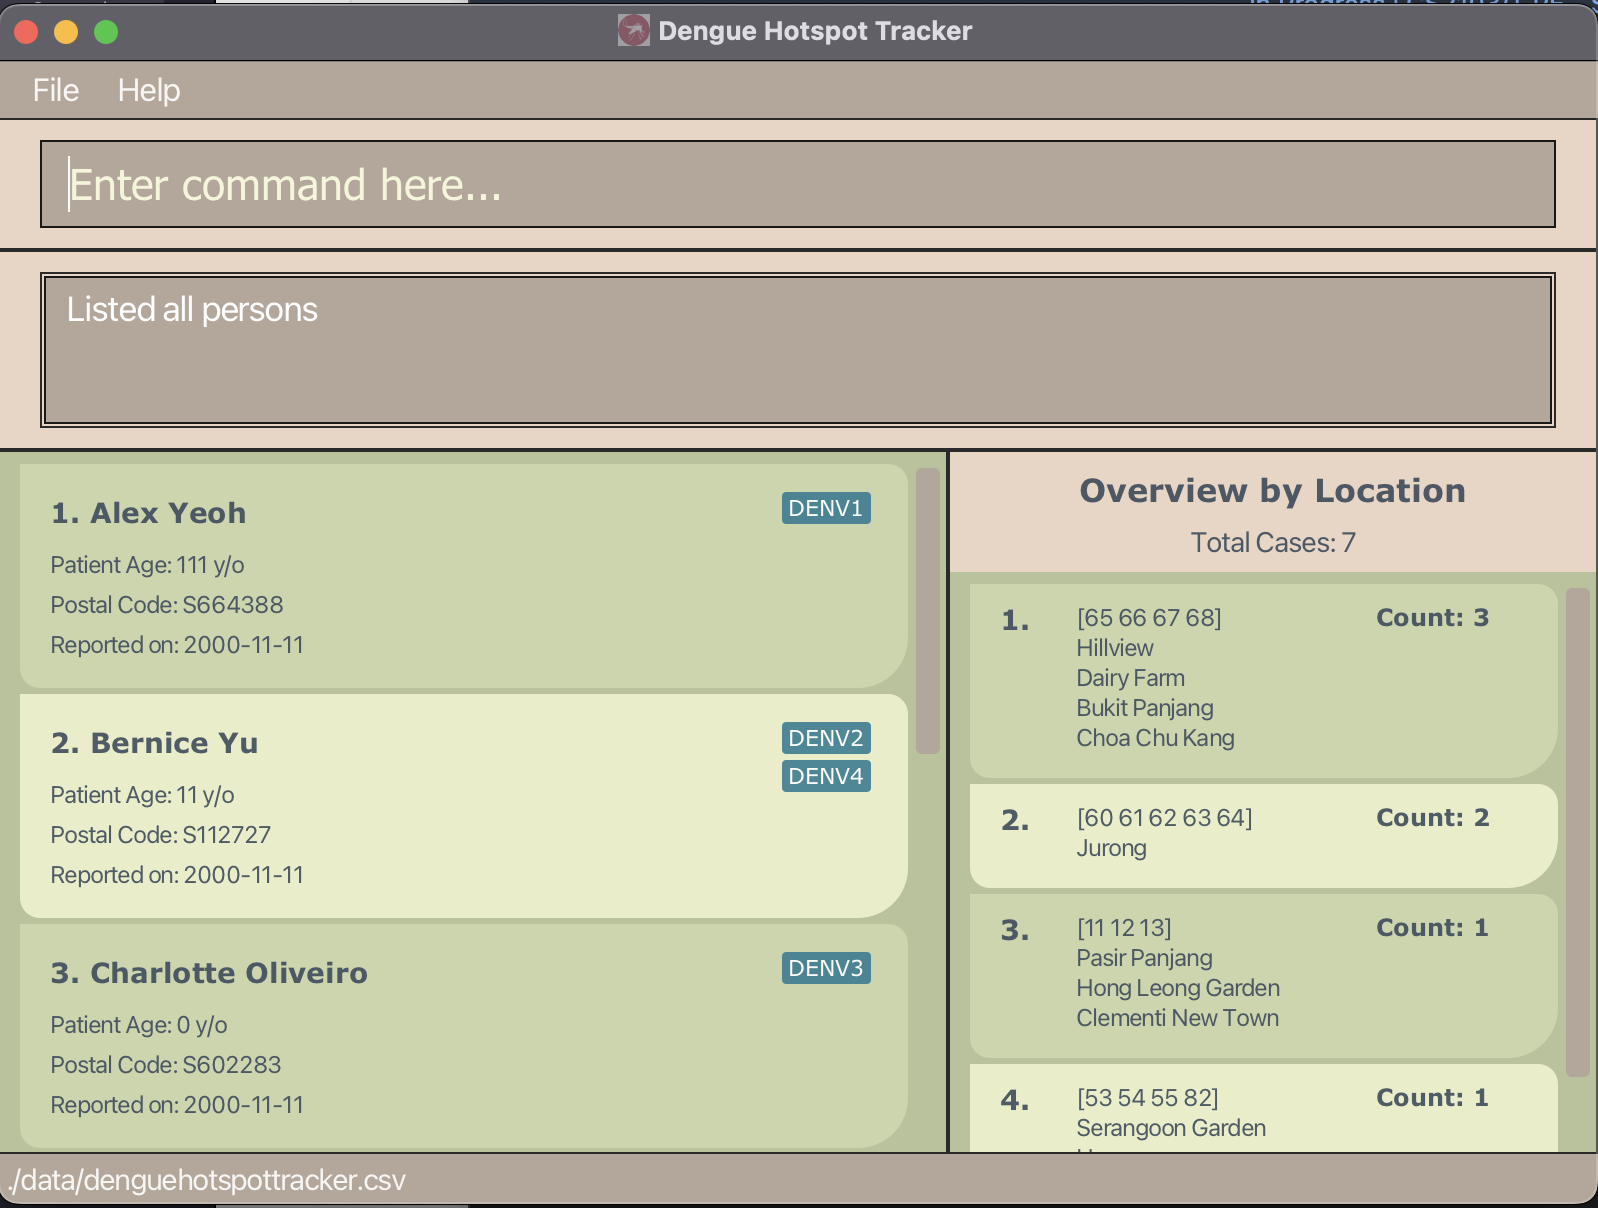 Dengue Hotspot Tracker
File Help
Enter command here...
Listed all persons
1. Alex Yeoh
DENV1
Patient Age: 111 y/o
Postal Code: S664388
Reported on: 2000-11-11
2. Bernice Yu
DENV2
DENV4
Patient Age: 11 y/o
Postal Code: S112727
Reported on: 2000-11-11
3. Charlotte Oliveiro
DENV3
Patient Age: 0 y/o
Postal Code: S602283
Reported on: 2000-11-11
Overview by Location
Total Cases: 7
1. [65 66 67 68] Count: 3
Hillview
Dairy Farm
Bukit Panjang
Choa Chu Kang
2. [60 61 62 63 64] Count: 2
Jurong
3. [11 12 13] Count: 1
Pasir Panjang
Hong Leong Garden
Clementi New Town
4. [53 54 55 82] Count: 1
Serangoon Garden
./data/denguehotspottracker.csv